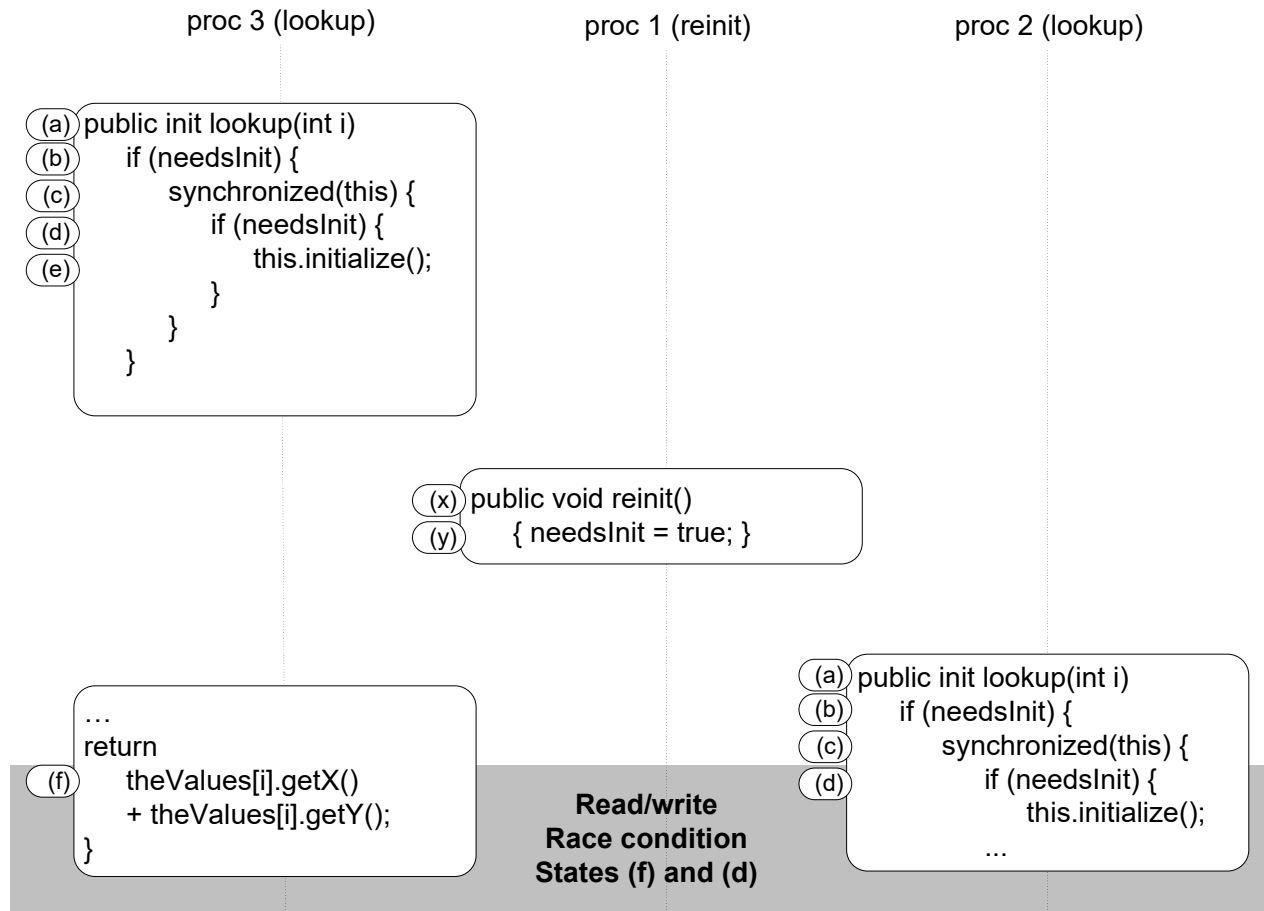 proc 3 (lookup)
proc 1 (reinit)
proc 2 (lookup)
(a) public init lookup(int i)
(b) if (needsInit) {
(c) synchronized(this) {
(d) if (needsInit) {
(e) this.initialize();
}
}
}
(x) public void reinit()
(y) { needsInit = true; }
…
return
(f) theValues[i].getX()
+ theValues[i].getY();
}
Read/write
Race condition
States (f) and (d)
(a) public init lookup(int i)
(b) if (needsInit) {
(c) synchronized(this) {
(d) if (needsInit) {
this.initialize();
...